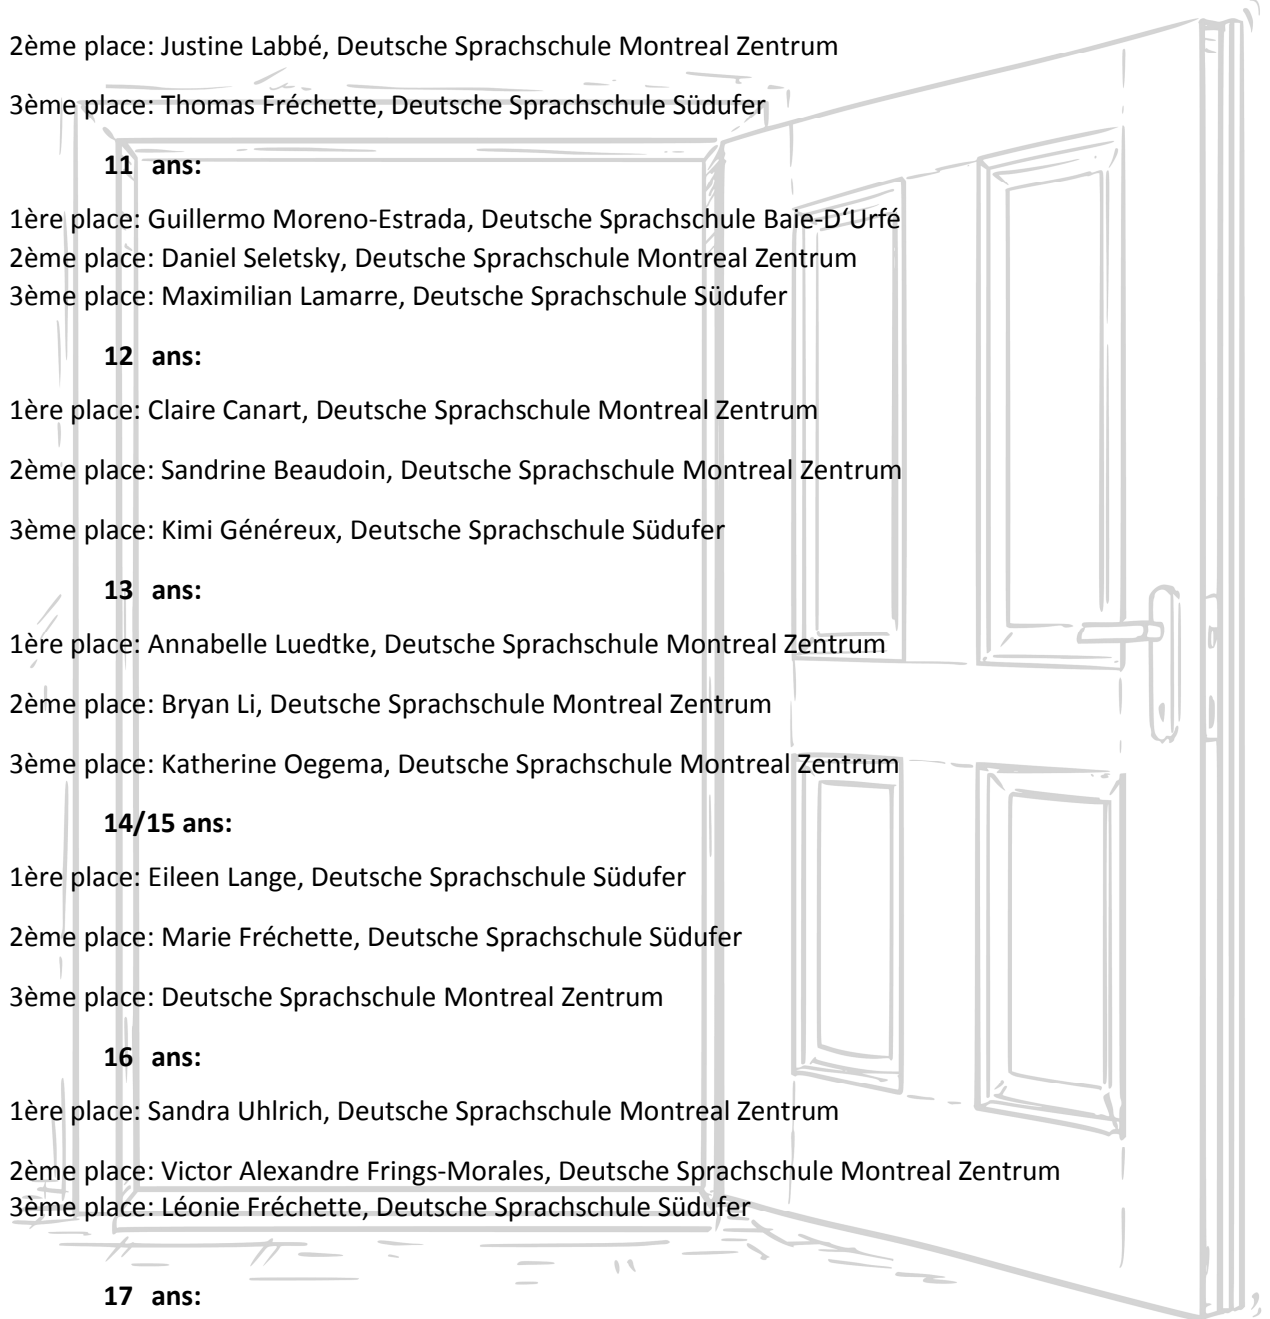 2ème place: Justine Labbé, Deutsche Sprachschule Montreal Zentrum
3ème place: Thomas Fréchette, Deutsche Sprachschule Südufer
11 ans:
1ère place: Guillermo Moreno-Estrada, Deutsche Sprachschule Baie-D‘Urfé
2ème place: Daniel Seletsky, Deutsche Sprachschule Montreal Zentrum
3ème place: Maximilian Lamarre, Deutsche Sprachschule Südufer
12 ans:
1ère place: Claire Canart, Deutsche Sprachschule Montreal Zentrum
2ème place: Sandrine Beaudoin, Deutsche Sprachschule Montreal Zentrum
3ème place: Kimi Généreux, Deutsche Sprachschule Südufer
13 ans:
1ère place: Annabelle Luedtke, Deutsche Sprachschule Montreal Zentrum
2ème place: Bryan Li, Deutsche Sprachschule Montreal Zentrum
3ème place: Katherine Oegema, Deutsche Sprachschule Montreal Zentrum
14/15 ans:
1ère place: Eileen Lange, Deutsche Sprachschule Südufer
2ème place: Marie Fréchette, Deutsche Sprachschule Südufer
3ème place: Deutsche Sprachschule Montreal Zentrum
16 ans:
1ère place: Sandra Uhlrich, Deutsche Sprachschule Montreal Zentrum
2ème place: Victor Alexandre Frings-Morales, Deutsche Sprachschule Montreal Zentrum
3ème place: Léonie Fréchette, Deutsche Sprachschule Südufer
17 ans: